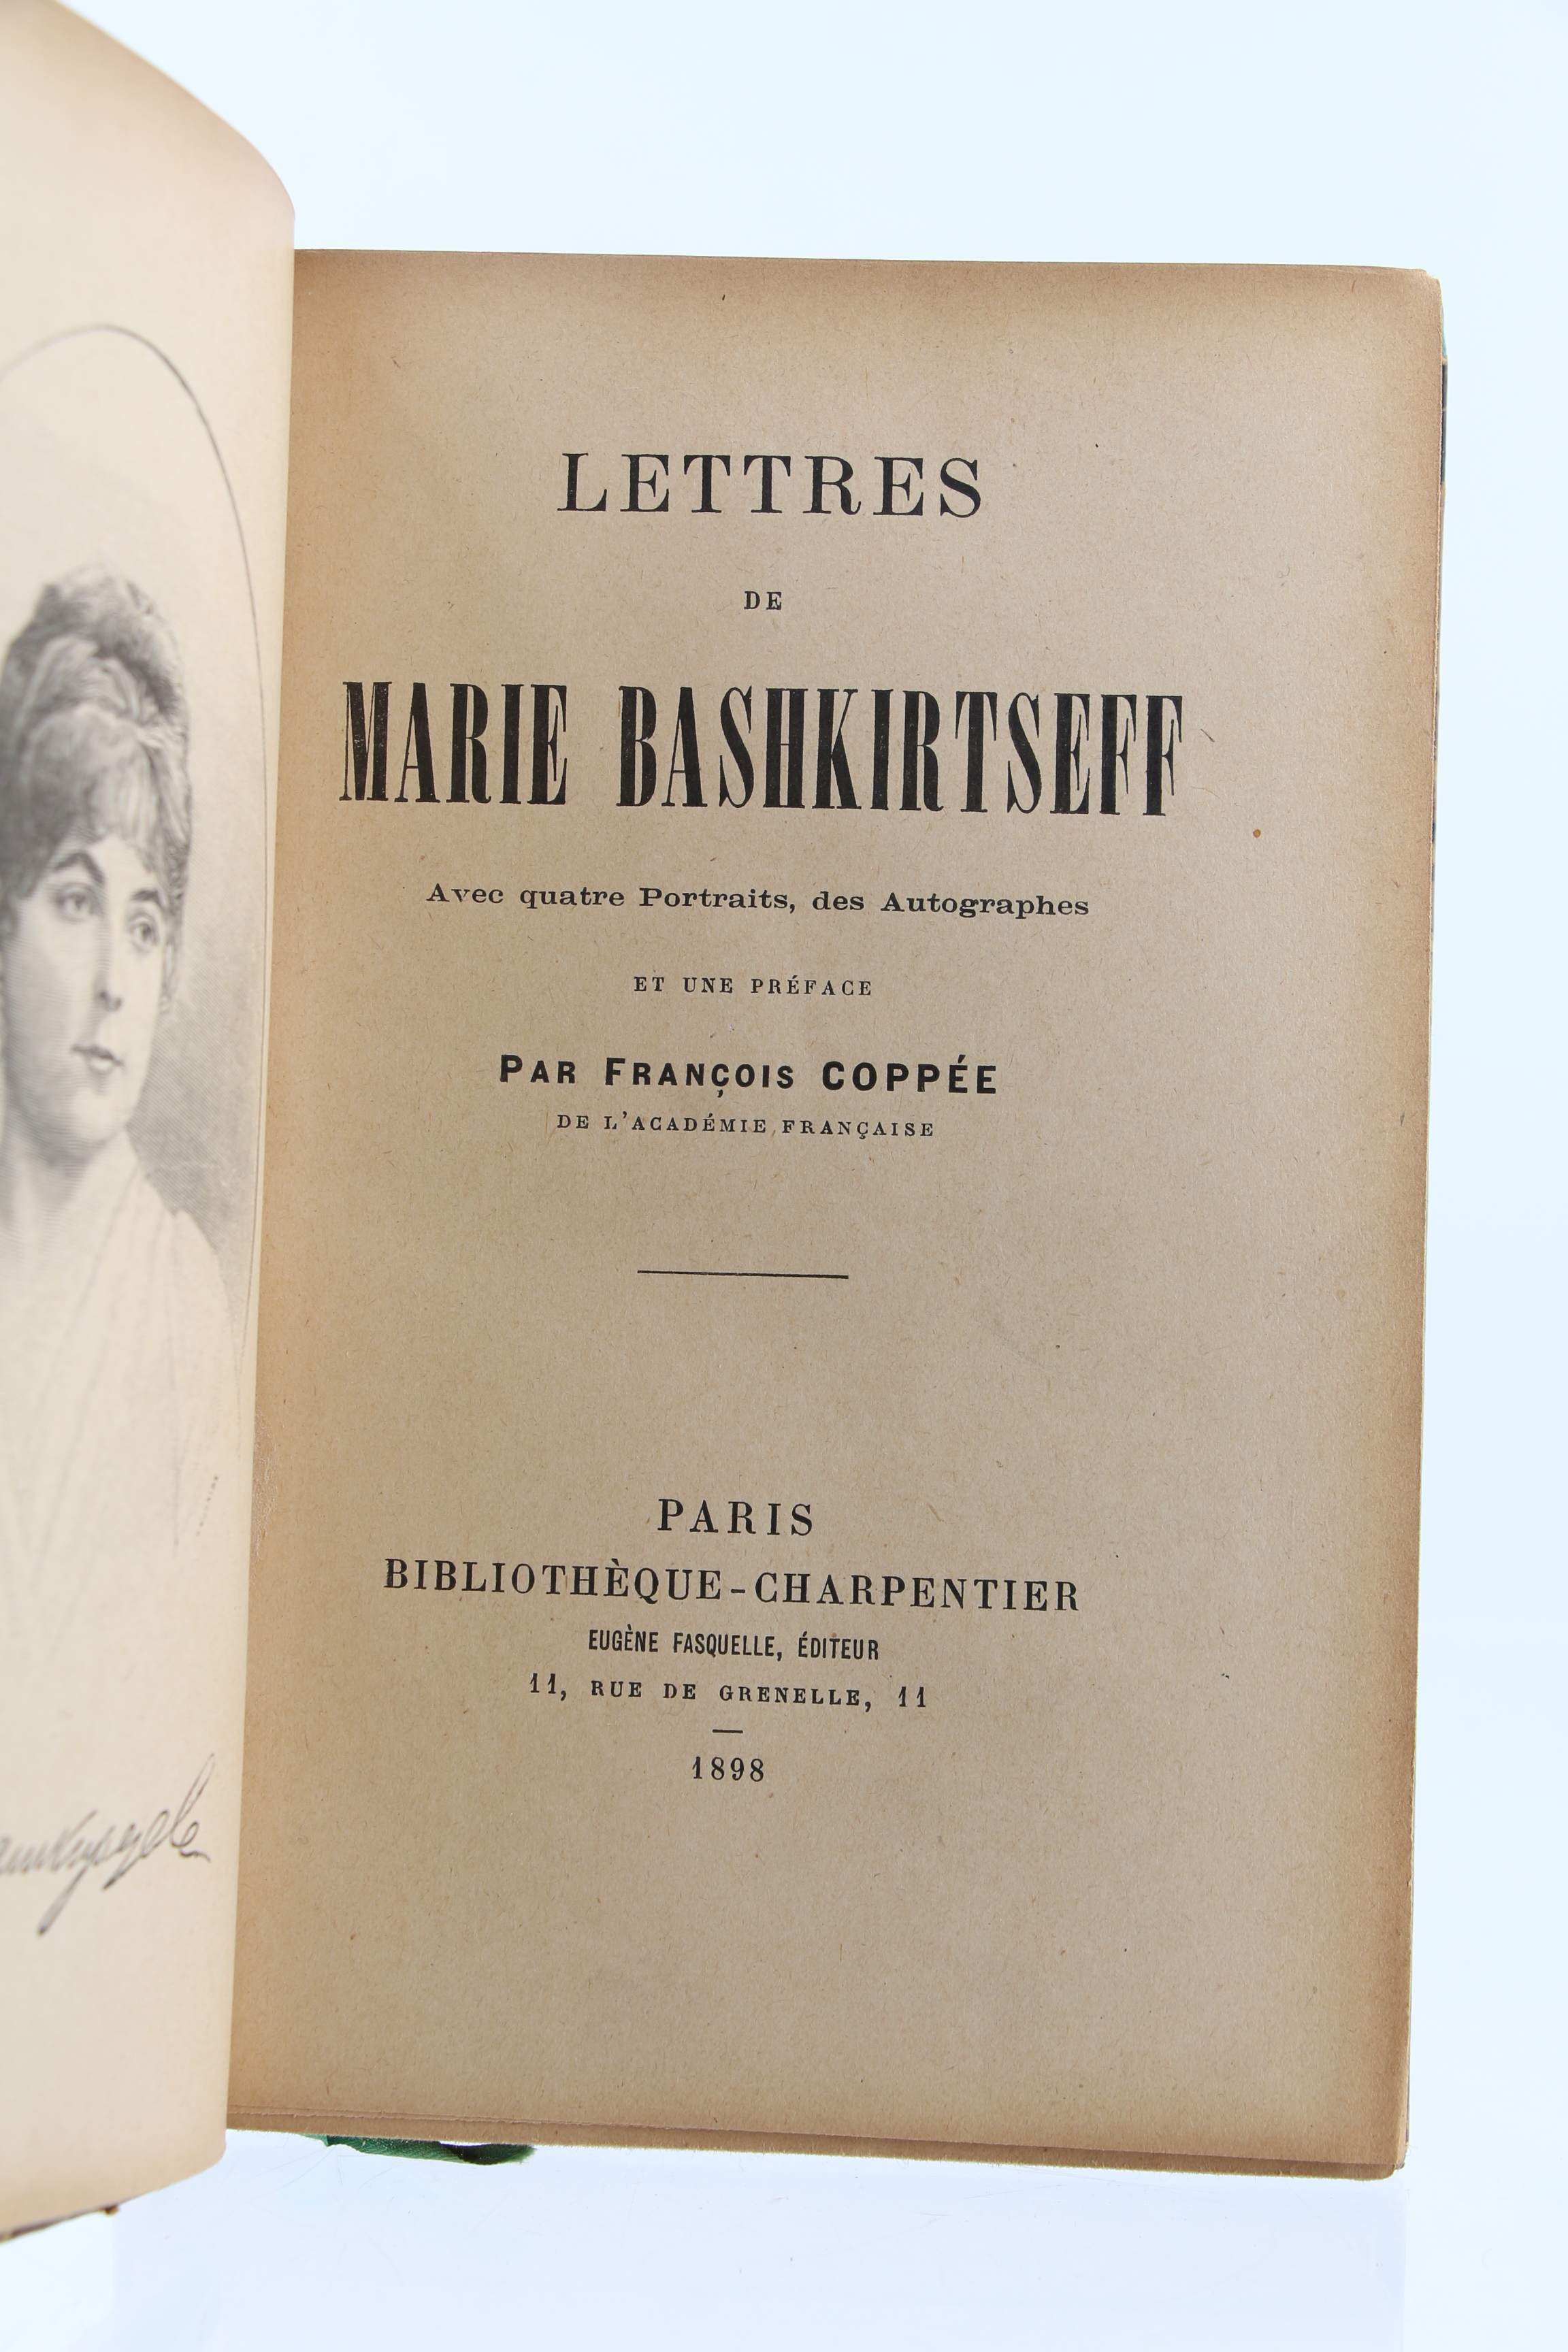 LETTRES
DE
MARIE BASHKIRTSEFF
Avec quatre Portraits, des Autographes
ET UNE PRÉFACE
PAR FRANÇOIS COPPÉE
DE L'ACADÉMIE FRANÇAISE
PARIS
BIBLIOTHÈQUE-CHARPENTIER
EUGÈNE FASQUELLE, ÉDITEUR
11, RUE DE GRENELLE, 11
1898